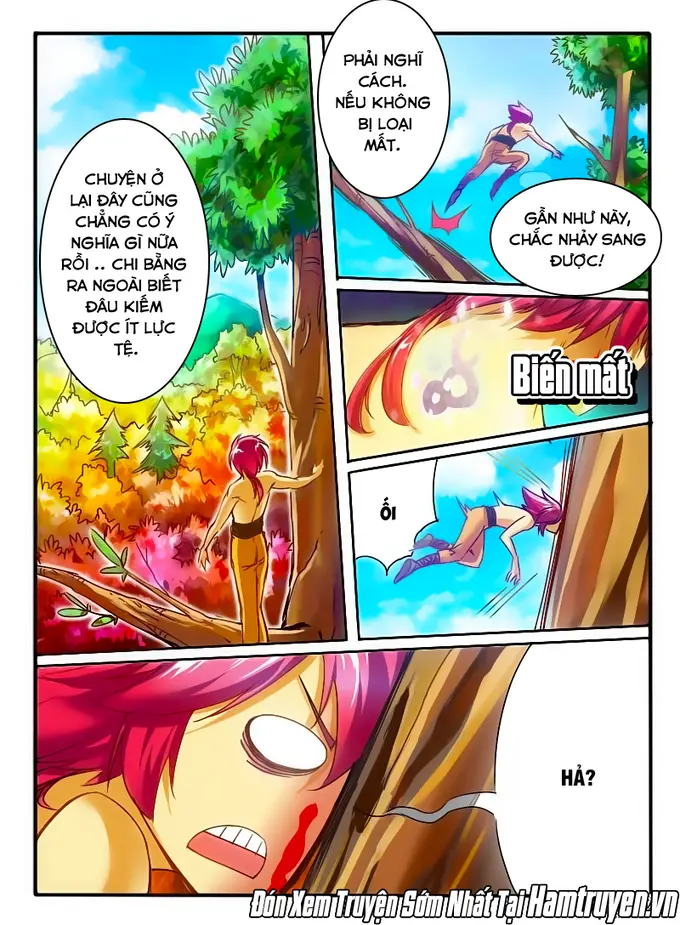 CHUYỆN Ở
LẠI ĐÂY CŨNG
CHẲNG CÓ Ý
NGHĨA GÌ NỮA
RỒI .. CHI BẰNG
RA NGOÀI BIẾT
ĐÂU KIẾM
ĐƯỢC ÍT LỰC
TỆ.
PHẢI NGHĨ
CÁCH.
NẾU KHÔNG
BỊ LOẠI
MẤT.
GẦN NHƯ NÀY,
CHẮC NHẢY SANG
ĐƯỢC!
Biến mất
ỐI
HẢ?
Đón Xem Truyện Sớm Nhất Tại Hamtruyen.vn